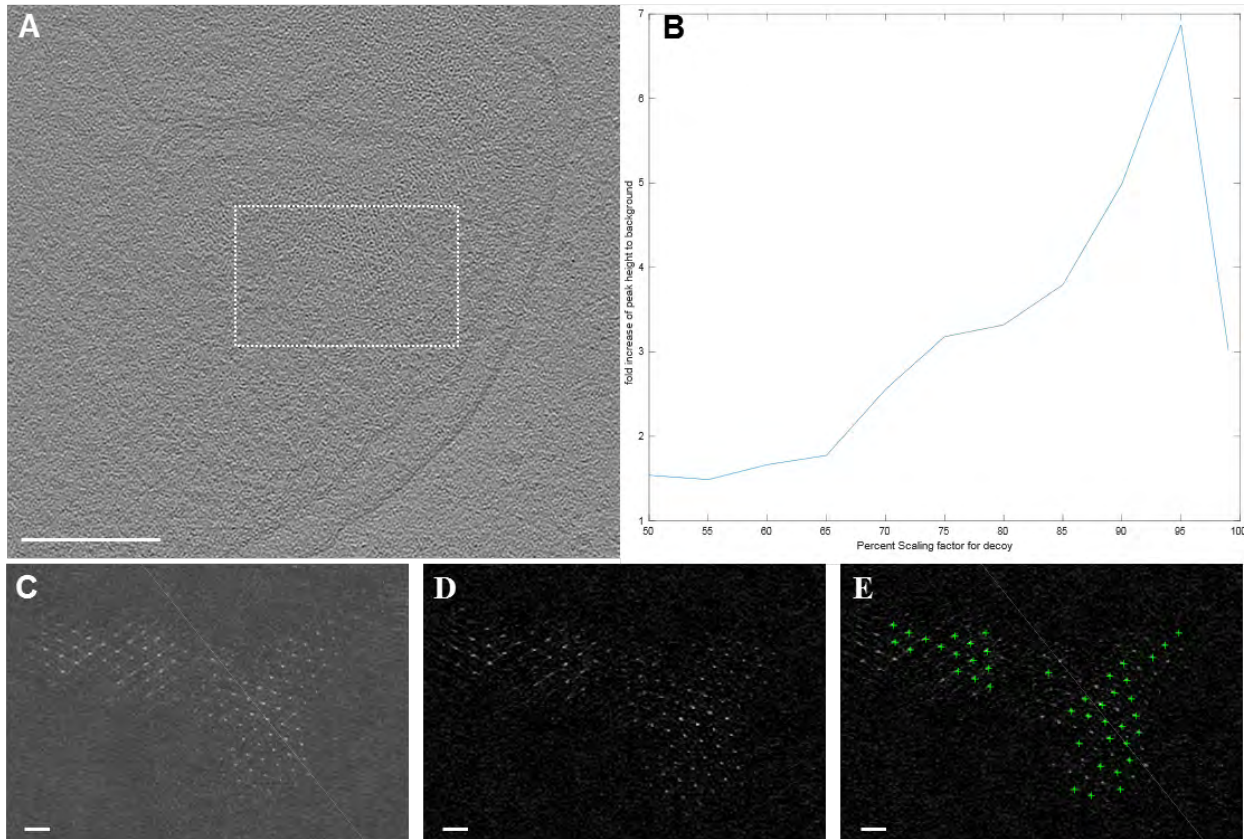 A
B
7
6
5
4
3
2
1
fold increase of peak height to background
50 55 60 65 70 75 80 85 90 95 100
Percent Scaling factor for decoy
C
D
E